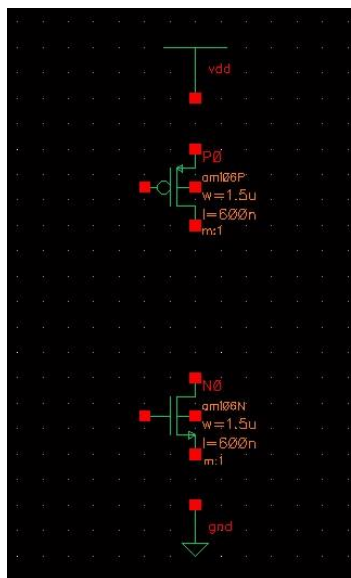 vdd
P0
ami06P
w=1.5u
l=600n
m:1
N0
ami06N
w=1.5u
l=600n
m:1
gnd